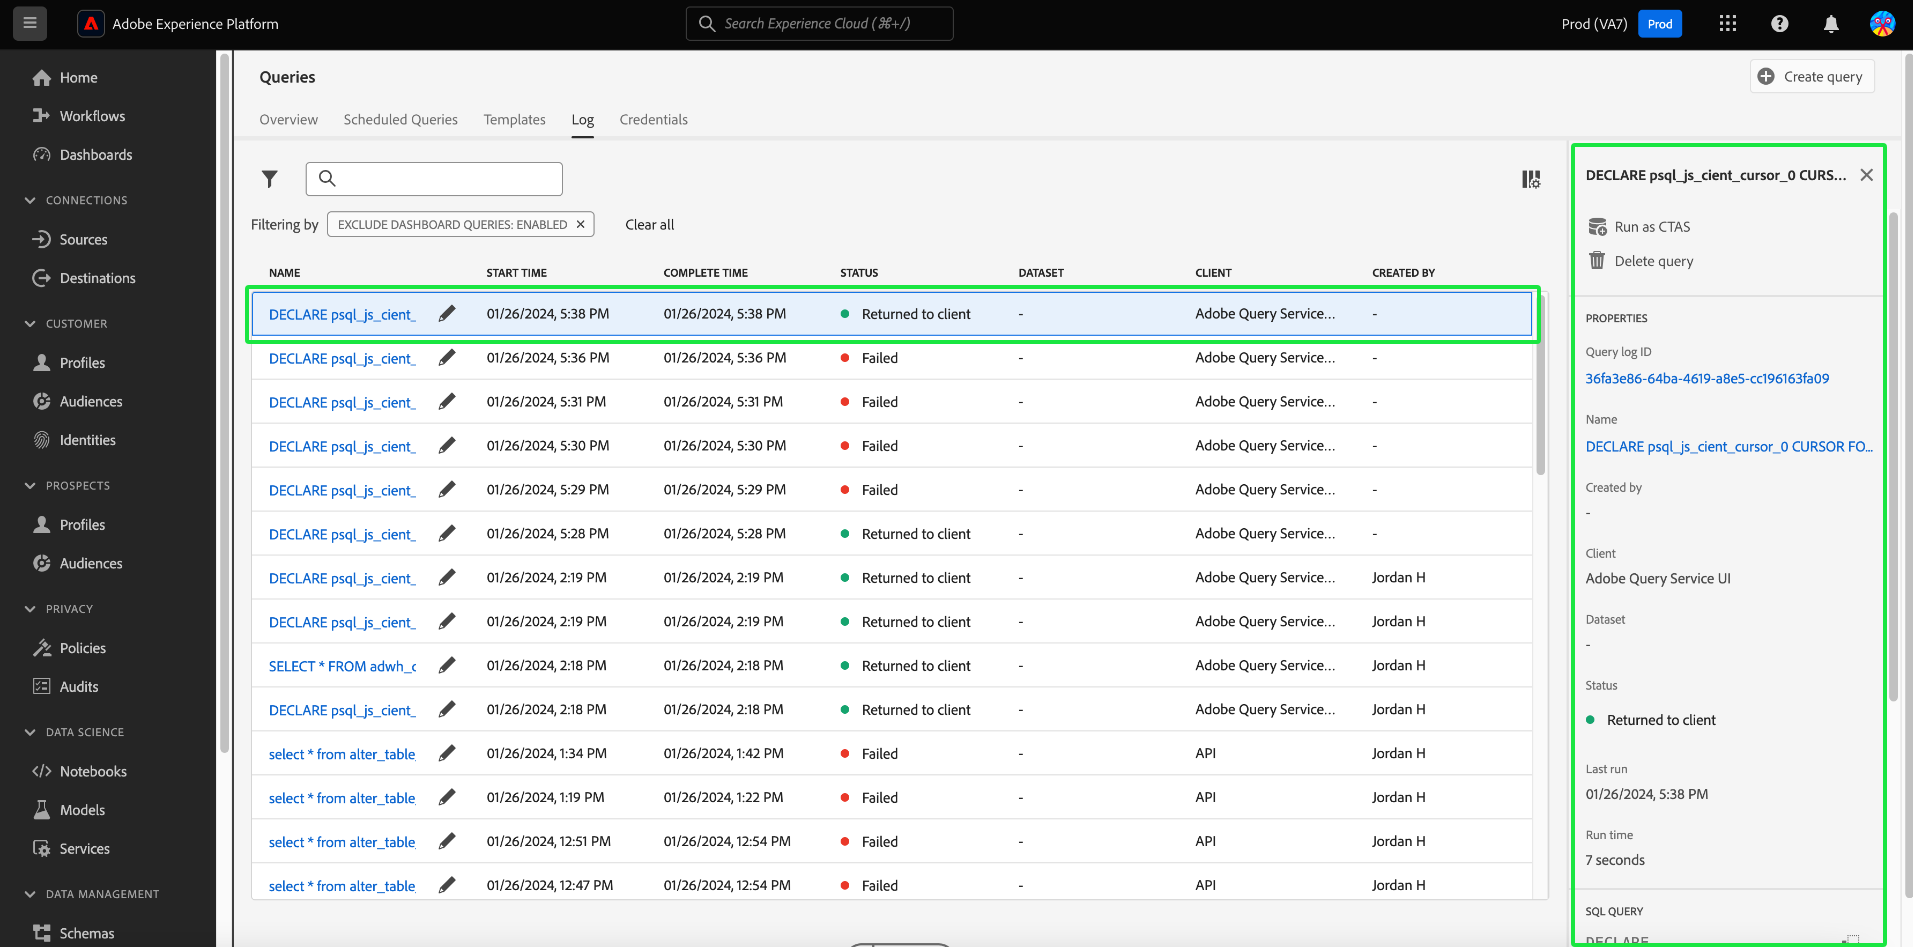 Adobe Experience Platform
Search Experience Cloud (⌘+/)
Prod (VA7)
Prod
Home
Workflows
Dashboards
CONNECTIONS
Sources
Destinations
CUSTOMER
Profiles
Audiences
Identities
PROSPECTS
Profiles
Audiences
PRIVACY
Policies
Audits
DATA SCIENCE
Notebooks
Models
Services
DATA MANAGEMENT
Schemas
Queries
Create query
Overview Scheduled Queries Templates Log Credentials
Filtering by EXCLUDE DASHBOARD QUERIES: ENABLED Clear all
NAME START TIME COMPLETE TIME STATUS DATASET CLIENT CREATED BY
DECLARE psql_js_cient_ 01/26/2024, 5:38 PM 01/26/2024, 5:38 PM Returned to client - Adobe Query Service... -
DECLARE psql_js_cient_ 01/26/2024, 5:36 PM 01/26/2024, 5:36 PM Failed - Adobe Query Service... -
DECLARE psql_js_cient_ 01/26/2024, 5:31 PM 01/26/2024, 5:31 PM Failed - Adobe Query Service... -
DECLARE psql_js_cient_ 01/26/2024, 5:30 PM 01/26/2024, 5:30 PM Failed - Adobe Query Service... -
DECLARE psql_js_cient_ 01/26/2024, 5:29 PM 01/26/2024, 5:29 PM Failed - Adobe Query Service... -
DECLARE psql_js_cient_ 01/26/2024, 5:28 PM 01/26/2024, 5:28 PM Returned to client - Adobe Query Service... -
DECLARE psql_js_cient_ 01/26/2024, 2:19 PM 01/26/2024, 2:19 PM Returned to client - Adobe Query Service... Jordan H
DECLARE psql_js_cient_ 01/26/2024, 2:19 PM 01/26/2024, 2:19 PM Returned to client - Adobe Query Service... Jordan H
SELECT * FROM adwh_c 01/26/2024, 2:18 PM 01/26/2024, 2:18 PM Returned to client - Adobe Query Service... Jordan H
DECLARE psql_js_cient_ 01/26/2024, 2:18 PM 01/26/2024, 2:18 PM Returned to client - Adobe Query Service... Jordan H
select * from alter_table 01/26/2024, 1:34 PM 01/26/2024, 1:42 PM Failed - API Jordan H
select * from alter_table 01/26/2024, 1:19 PM 01/26/2024, 1:22 PM Failed - API Jordan H
select * from alter_table 01/26/2024, 12:51 PM 01/26/2024, 12:54 PM Failed - API Jordan H
select * from alter_table 01/26/2024, 12:47 PM 01/26/2024, 12:54 PM Failed - API Jordan H
DECLARE psql_js_cient_cursor_0 CURS...
Run as CTAS
Delete query
PROPERTIES
Query log ID
36fa3e86-64ba-4619-a8e5-cc196163fa09
Name
DECLARE psql_js_cient_cursor_0 CURSOR FO...
Created by
-
Client
Adobe Query Service UI
Dataset
-
Status
Returned to client
Last run
01/26/2024, 5:38 PM
Run time
7 seconds
SQL QUERY
DECLARE